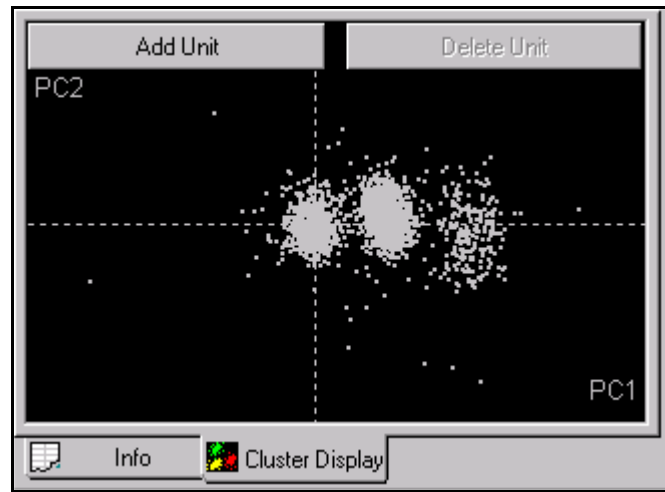 Add Unit
Delete Unit
PC2
PC1
Info
Cluster Display